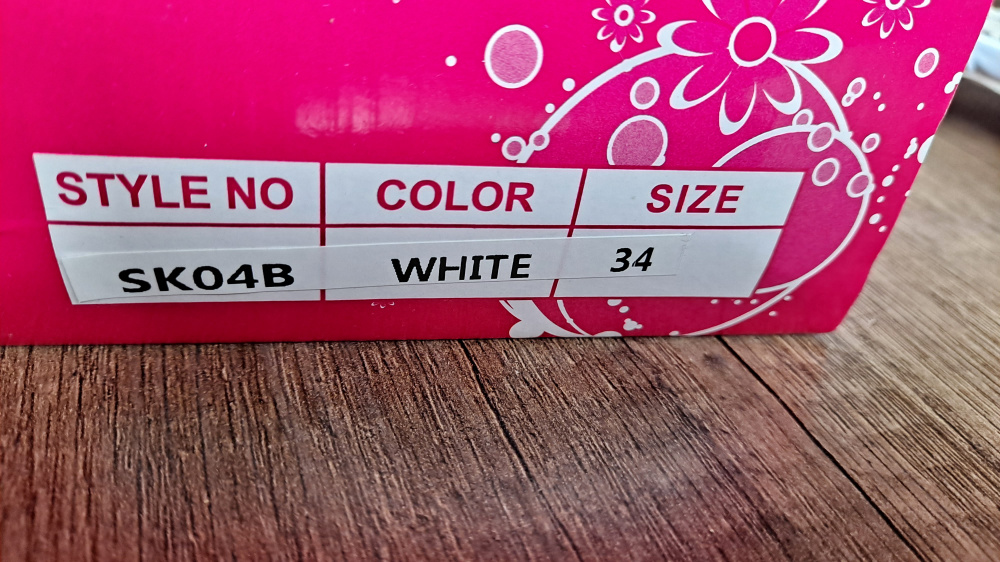 STYLE NO COLOR SIZE
SK04B WHITE 34